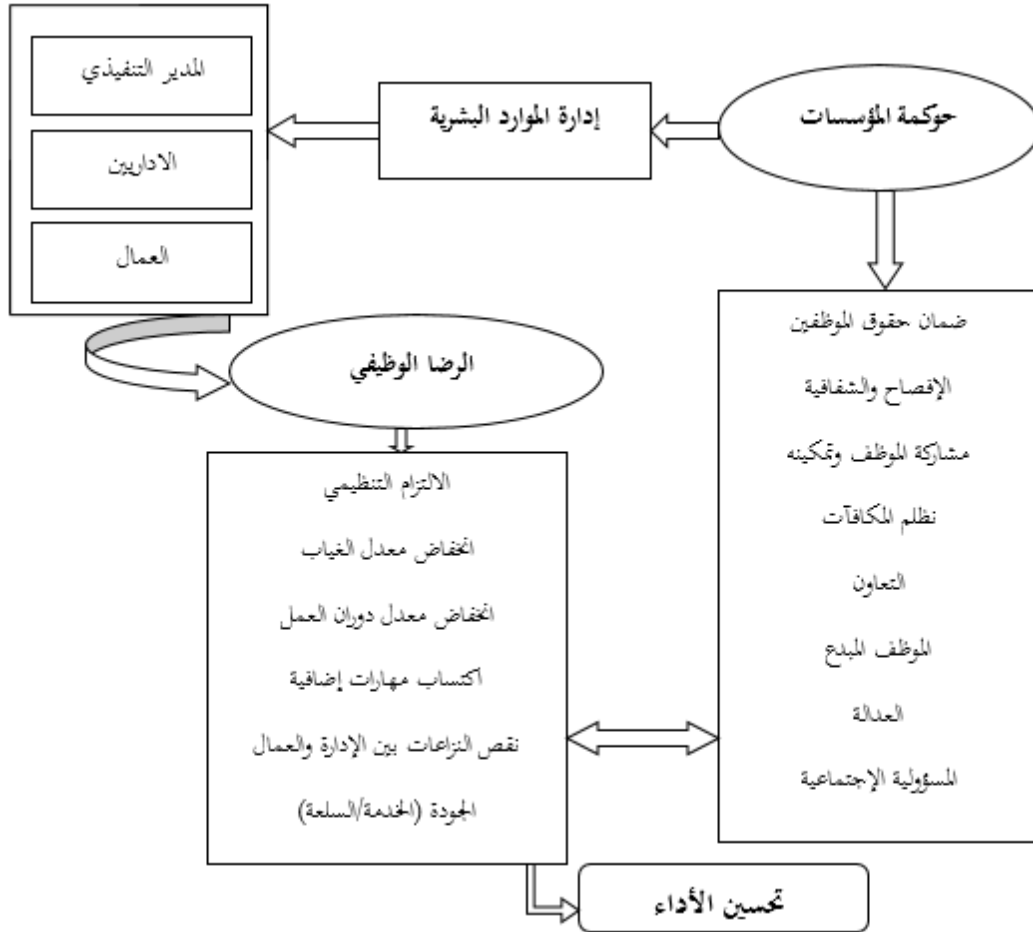 حوكمة المؤسسات
إدارة الموارد البشرية
المدير التنفيذي
الاداريين
العمال
ضمان حقوق الموظفين
الإفصاح والشفافية
مشاركة الموظف وتمكينه
نظلم المكافآت
التعاون
الموظف المبدع
العدالة
المسؤولية الإجتماعية
الرضا الوظيفي
الالتزام التنظيمي
انخفاض معدل الغياب
انخفاض معدل دوران العمل
اكتساب مهارات إضافية
نقص النزاعات بين الإدارة والعمال
الجودة (الخدمة/السلعة)
تحسين الأداء